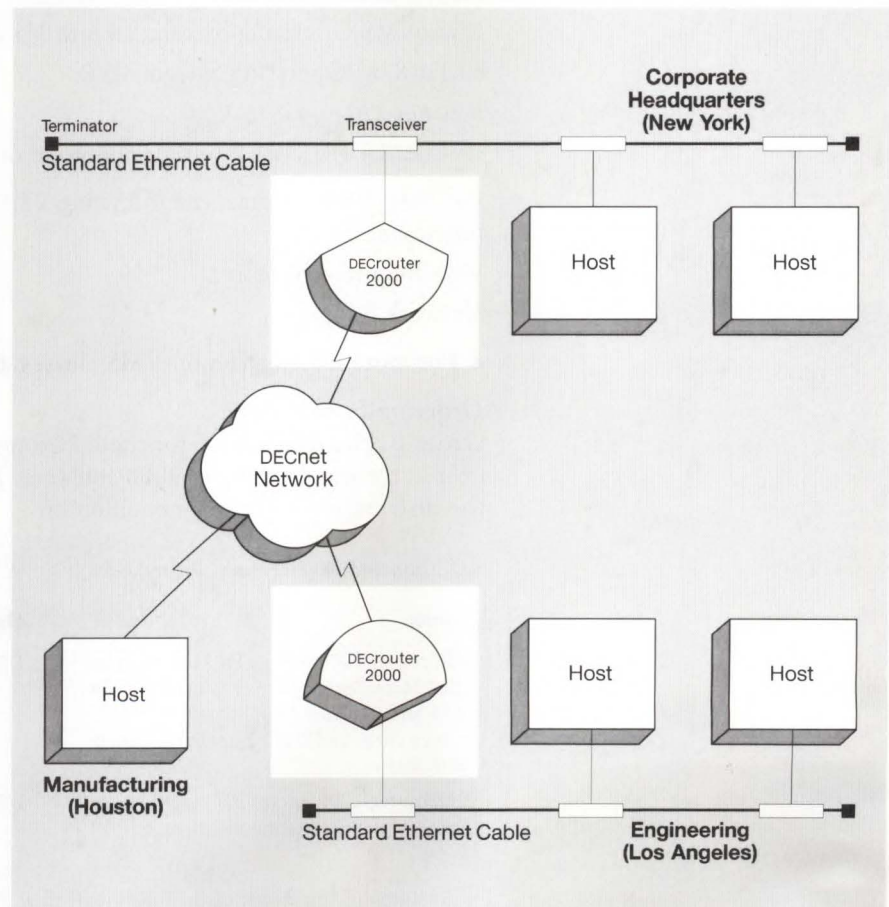 Corporate
Headquarters
(New York)
Terminator
Transceiver
Standard Ethernet Cable
DECrouter
2000
Host
Host
DECnet
Network
Host
DECrouter
2000
Host
Host
Manufacturing
(Houston)
Standard Ethernet Cable
Engineering
(Los Angeles)